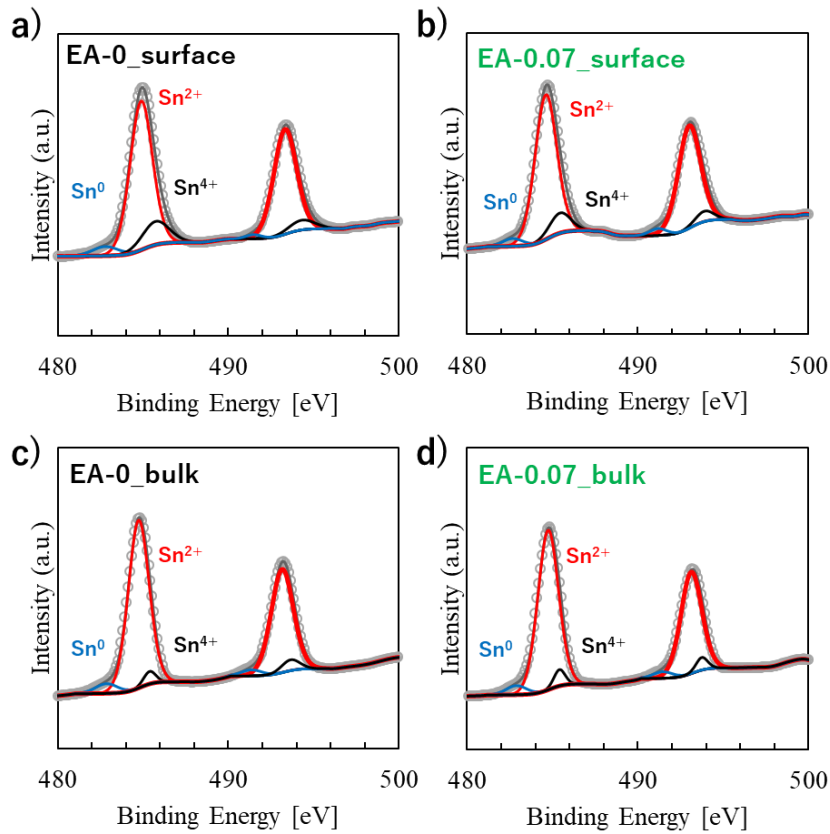 a)
EA-0_surface
Sn²⁺
Sn⁰
Sn⁴⁺
Intensity (a.u.)
480
490
500
Binding Energy [eV]
b)
EA-0.07_surface
Sn²⁺
Sn⁰
Sn⁴⁺
Intensity (a.u.)
480
490
500
Binding Energy [eV]
c)
EA-0_bulk
Sn²⁺
Sn⁰
Sn⁴⁺
Intensity (a.u.)
480
490
500
Binding Energy [eV]
d)
EA-0.07_bulk
Sn²⁺
Sn⁰
Sn⁴⁺
Intensity (a.u.)
480
490
500
Binding Energy [eV]